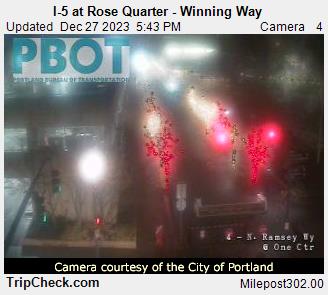 I-5 at Rose Quarter - Winning Way
Updated Dec 27 2023 5:43 PM Camera 4
PBOT
PORTLAND BUREAU OF TRANSPORTATION
4 - N. Ramsey Wy
@ One Ctr
Camera courtesy of the City of Portland
TripCheck.com Milepost302.00